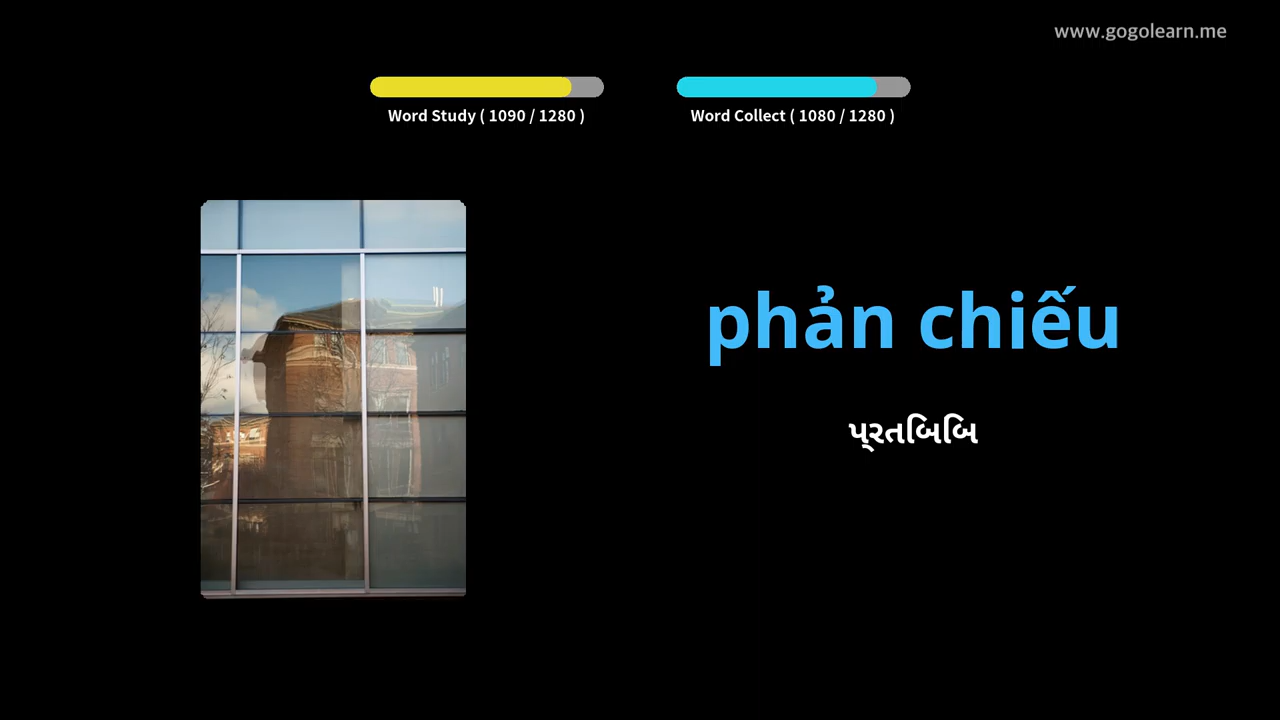 www.gogolearn.me
Word Study ( 1090 / 1280 )
Word Collect ( 1080 / 1280 )
phản chiếu
પ્રતબિબિ